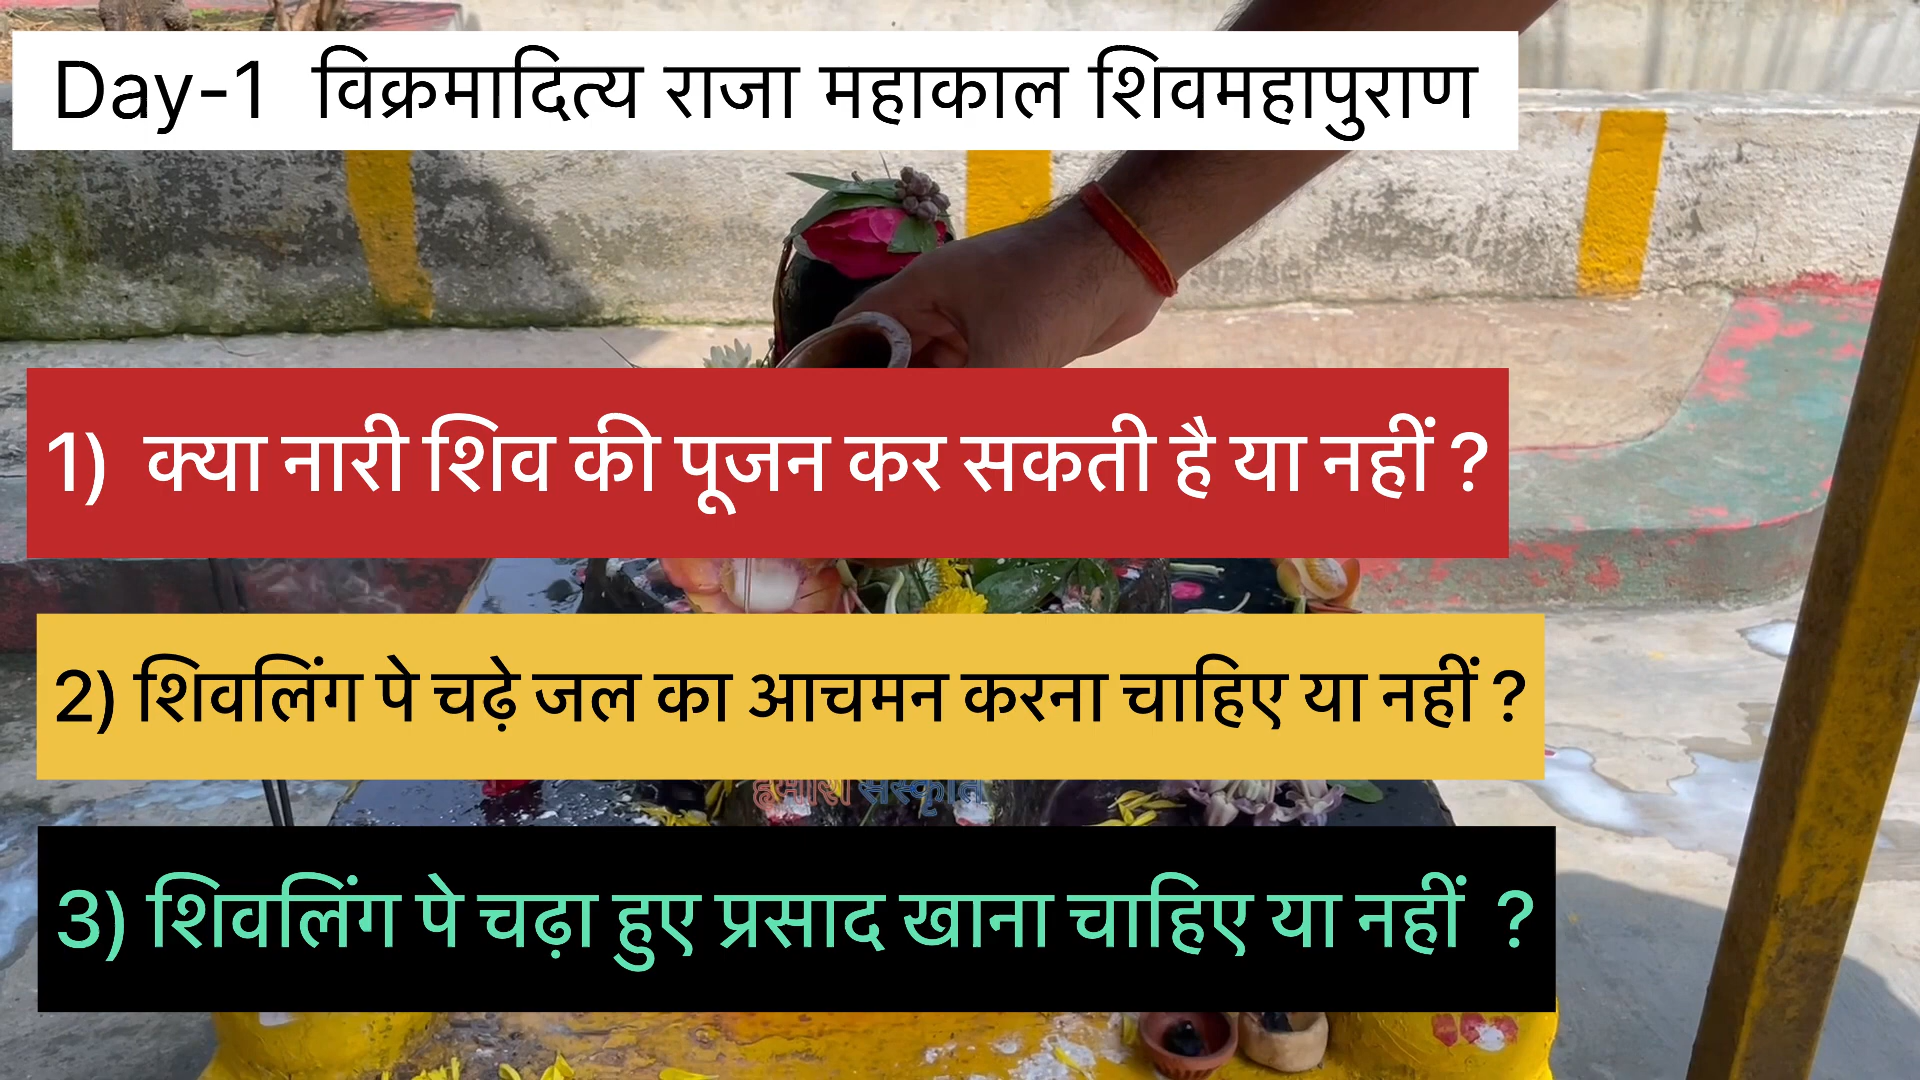 Day-1 विक्रमादित्य राजा महाकाल शिवमहापुराण
1) क्या नारी शिव की पूजन कर सकती है या नहीं ?
2) शिवलिंग पे चढ़े जल का आचमन करना चाहिए या नहीं ?
हमारी संस्कृति
3) शिवलिंग पे चढ़ा हुए प्रसाद खाना चाहिए या नहीं ?